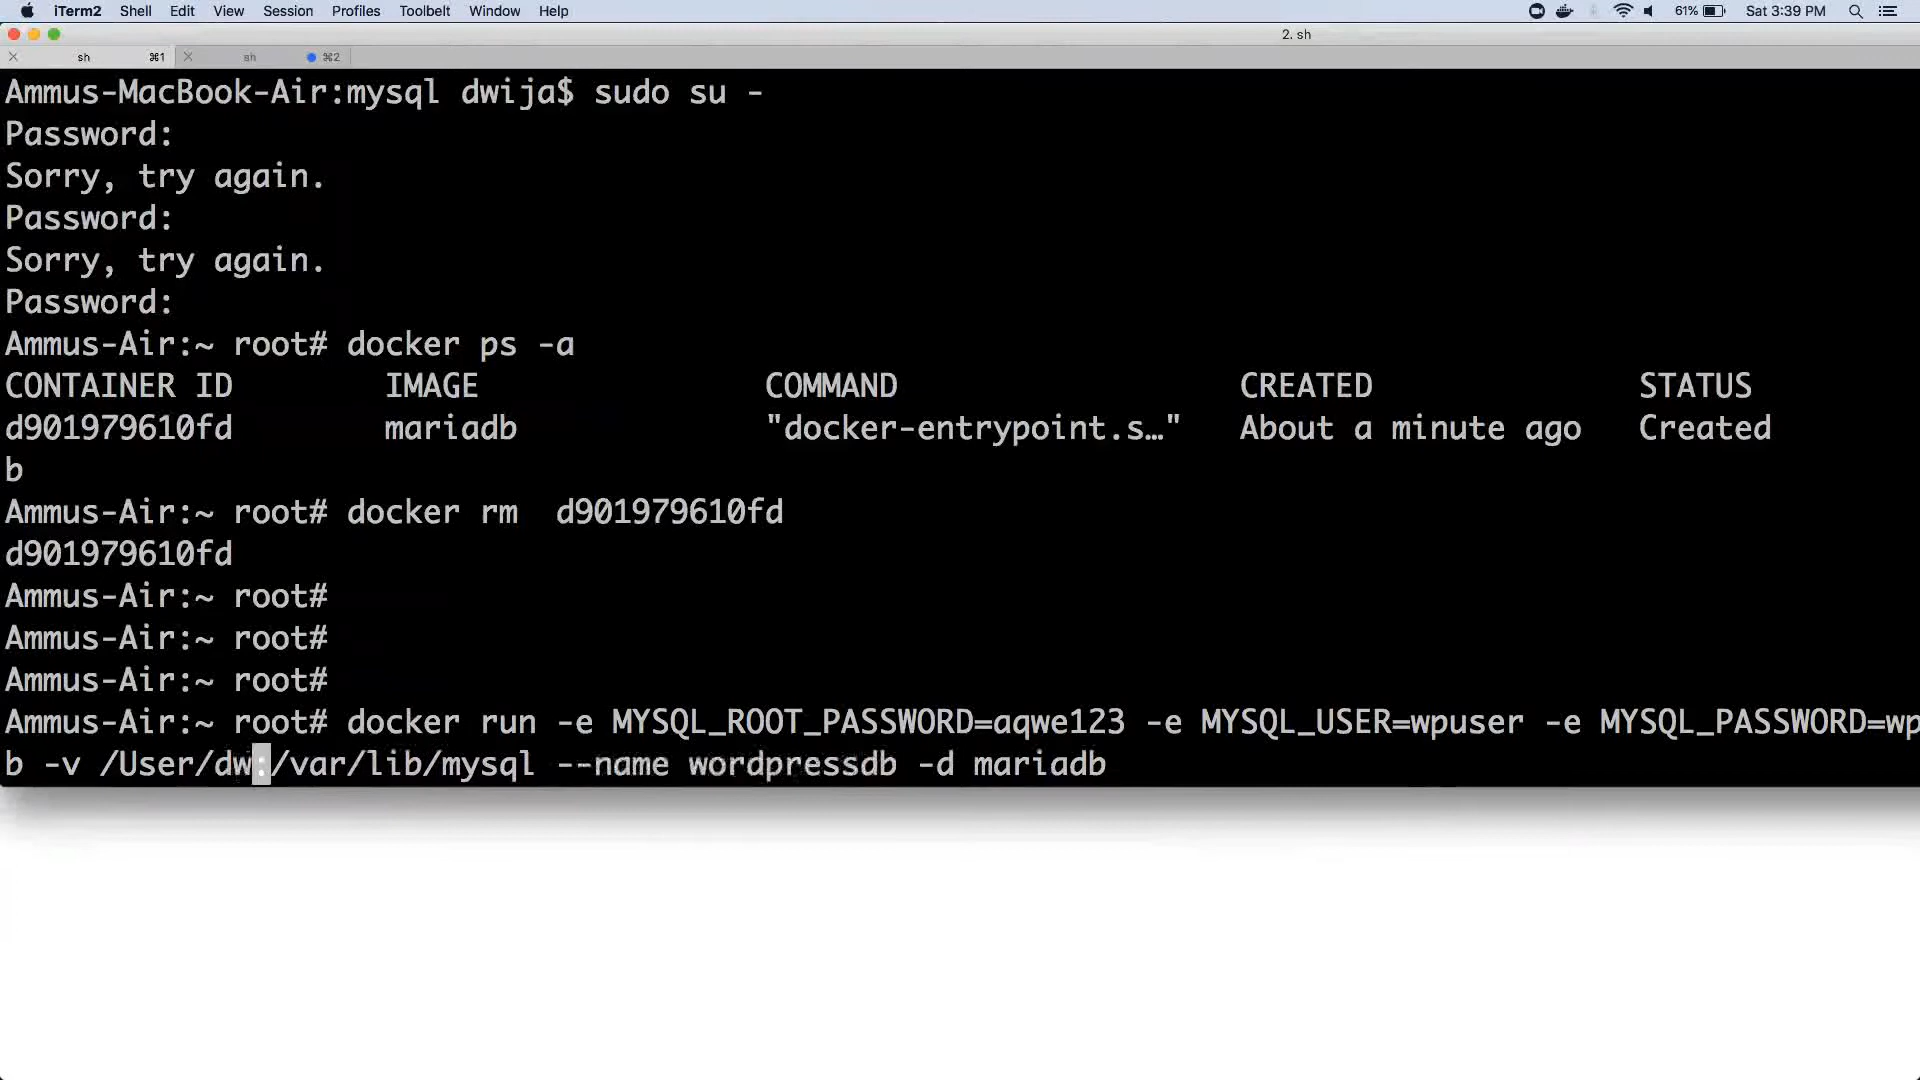 iTerm2 Shell Edit View Session Profiles Toolbelt Window Help 61% Sat 3:39 PM
2. sh
sh ⌘1 sh ⌘2
Ammus-MacBook-Air:mysql dwija$ sudo su -
Password:
Sorry, try again.
Password:
Sorry, try again.
Password:
Ammus-Air:~ root# docker ps -a
CONTAINER ID IMAGE COMMAND CREATED STATUS
d901979610fd mariadb "docker-entrypoint.s…" About a minute ago Created
b
Ammus-Air:~ root# docker rm  d901979610fd
d901979610fd
Ammus-Air:~ root#
Ammus-Air:~ root#
Ammus-Air:~ root#
Ammus-Air:~ root# docker run -e MYSQL_ROOT_PASSWORD=aqwe123 -e MYSQL_USER=wpuser -e MYSQL_PASSWORD=wp
b -v /User/dw:/var/lib/mysql --name wordpressdb -d mariadb